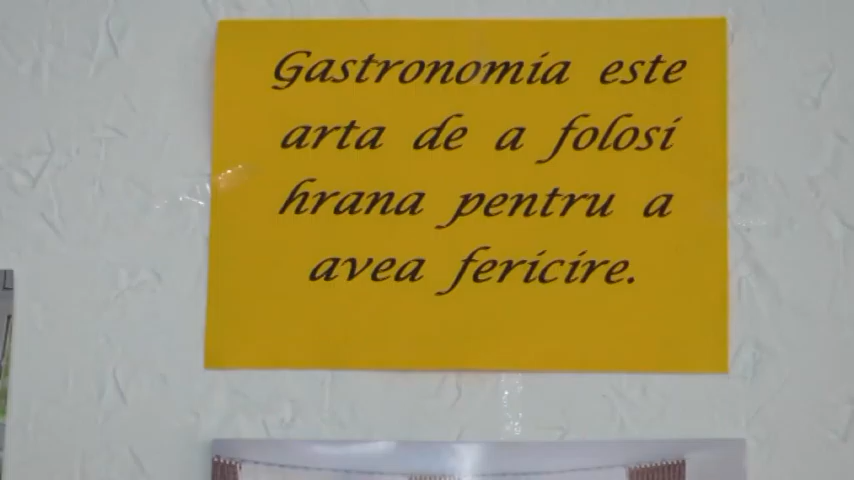 Gastronomia este
arta de a folosi
hrana pentru a
avea fericire.